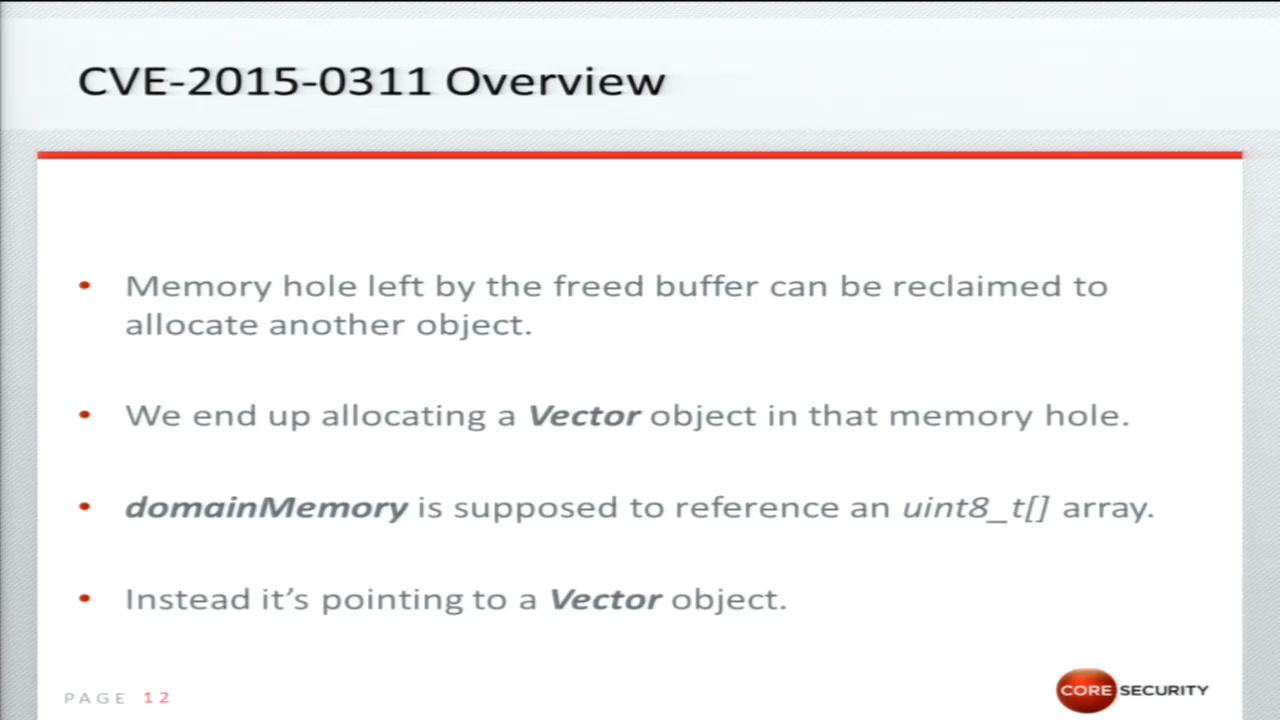 CVE-2015-0311 Overview
• Memory hole left by the freed buffer can be reclaimed to
allocate another object.
• We end up allocating a Vector object in that memory hole.
• domainMemory is supposed to reference an uint8_t[] array.
• Instead it’s pointing to a Vector object.
PAGE 12
CORE SECURITY